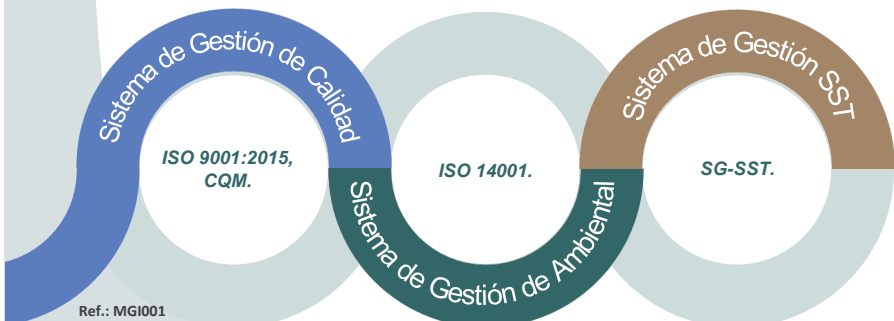 Sistema de Gestión de Calidad
ISO 9001:2015,
CQM.
Sistema de Gestión de Ambiental
ISO 14001.
Sistema de Gestión SST
SG-SST.
Ref.: MGI001